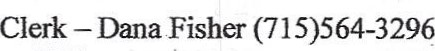 Clerk – Dana Fisher (715)564-3296